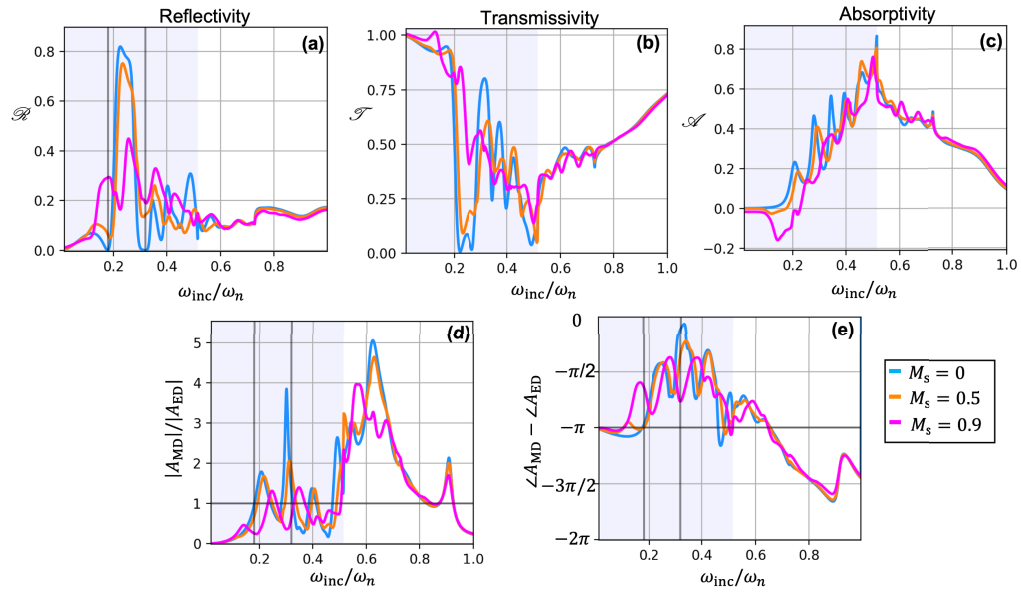 Reflectivity
(a)
ℛ
0.8
0.6
0.4
0.2
0.0
0.2 0.4 0.6 0.8
ω_inc/ω_n
Transmissivity
(b)
𝒯
1.00
0.75
0.50
0.25
0.00
0.2 0.4 0.6 0.8 1.0
ω_inc/ω_n
Absorptivity
(c)
𝒜
0.8
0.6
0.4
0.2
0.0
−0.2
0.2 0.4 0.6 0.8 1.0
ω_inc/ω_n
(d)
|A_MD|/|A_ED|
5
4
3
2
1
0
0.2 0.4 0.6 0.8 1.0
ω_inc/ω_n
(e)
∠A_MD − ∠A_ED
0
−π/2
−π
−3π/2
−2π
0.2 0.4 0.6 0.8
ω_inc/ω_n
M_s = 0
M_s = 0.5
M_s = 0.9